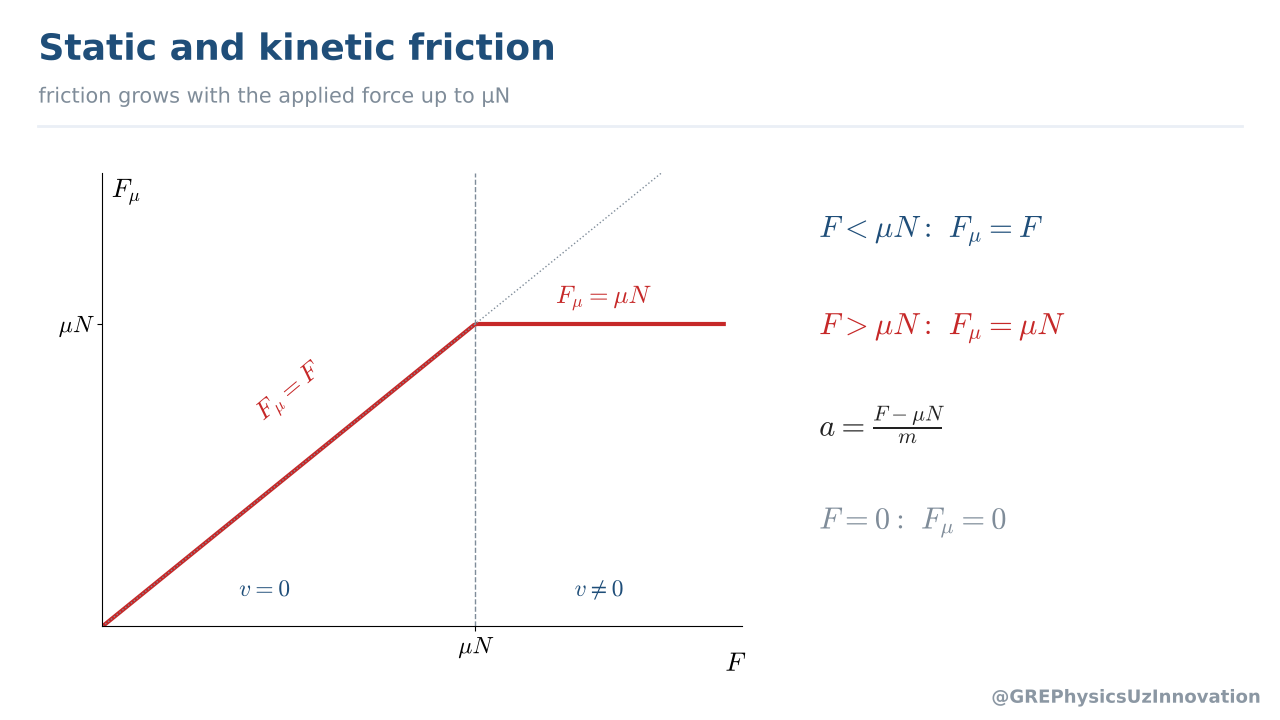 Static and kinetic friction
friction grows with the applied force up to μN
F_μ
μN
F_μ = F
F_μ = μN
v = 0
v ≠ 0
μN
F
F < μN : F_μ = F
F > μN : F_μ = μN
a = \frac{F − μN}{m}
F = 0 : F_μ = 0
@GREPhysicsUzInnovation